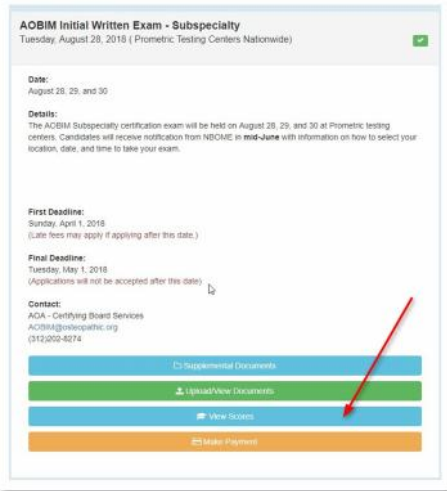 AOBIM Initial Written Exam - Subspecialty
Tuesday, August 28, 2018 ( Prometric Testing Centers Nationwide)
Date:
August 28, 29, and 30
Details:
The AOBIM Subspecialty certification exam will be held on August 28, 29, and 30 at Prometric testing
centers. Candidates will receive notification from NBOME in mid-June with information on how to select your
location, date, and time to take your exam.
First Deadline:
Sunday, April 1, 2018
(Late fees may apply if applying after this date.)
Final Deadline:
Tuesday, May 1, 2018
(Applications will not be accepted after this date)
Contact:
AOA - Certifying Board Services
AOBIM@osteopathic.org
(312)202-8274
Supplemental Documents
Upload/View Documents
View Scores
Make Payment